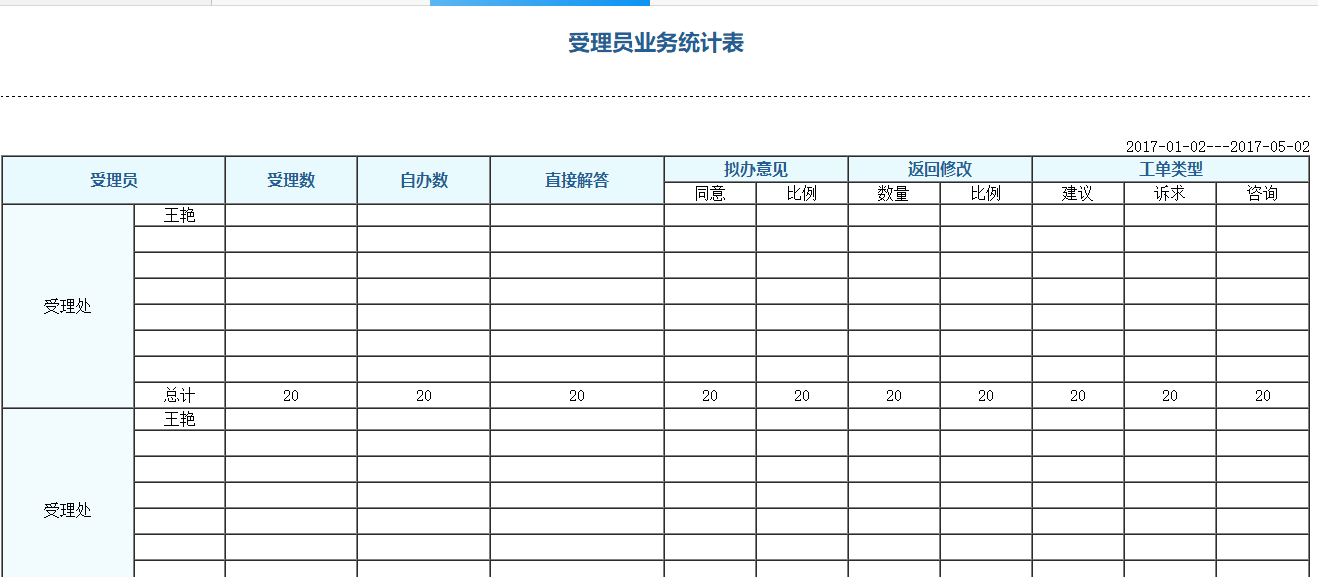 受理员业务统计表
2017-01-02---2017-05-02
受理员 受理数 自办数 直接解答 拟办意见 返回修改 工单类型
同意 比例 数量 比例 建议 诉求 咨询
受理处 王艳
总计 20 20 20 20 20 20 20 20 20 20
受理处 王艳